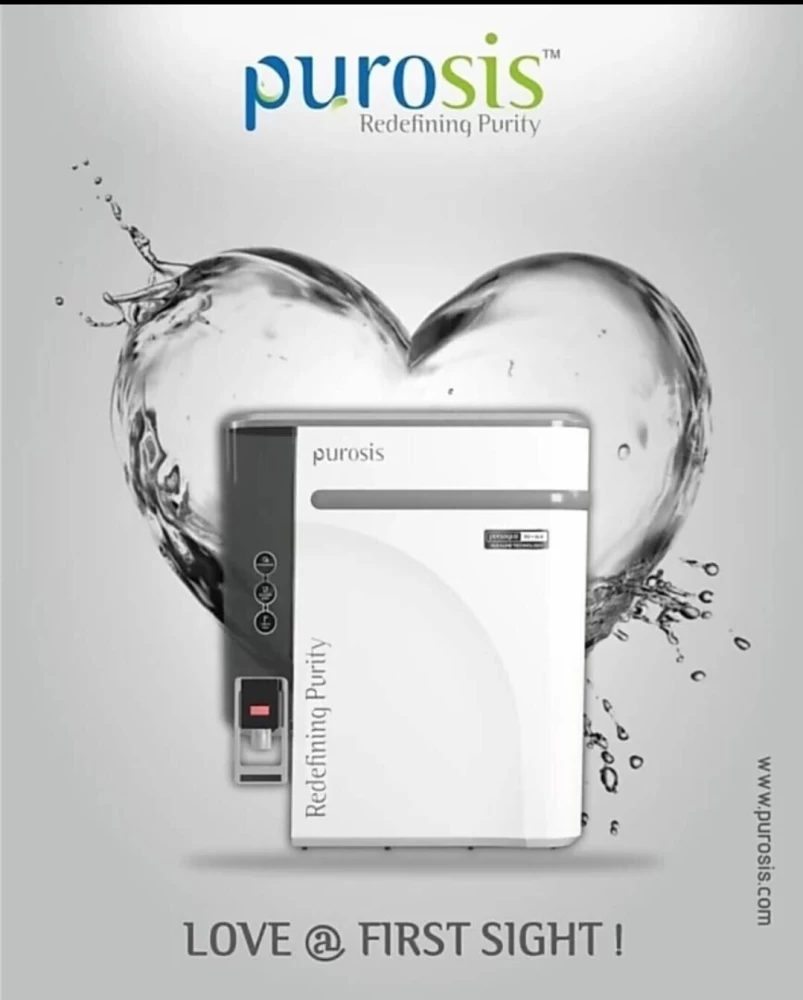 purosis™
Redefining Purity
purosis
Redefining Purity
www.purosis.com
LOVE @ FIRST SIGHT !